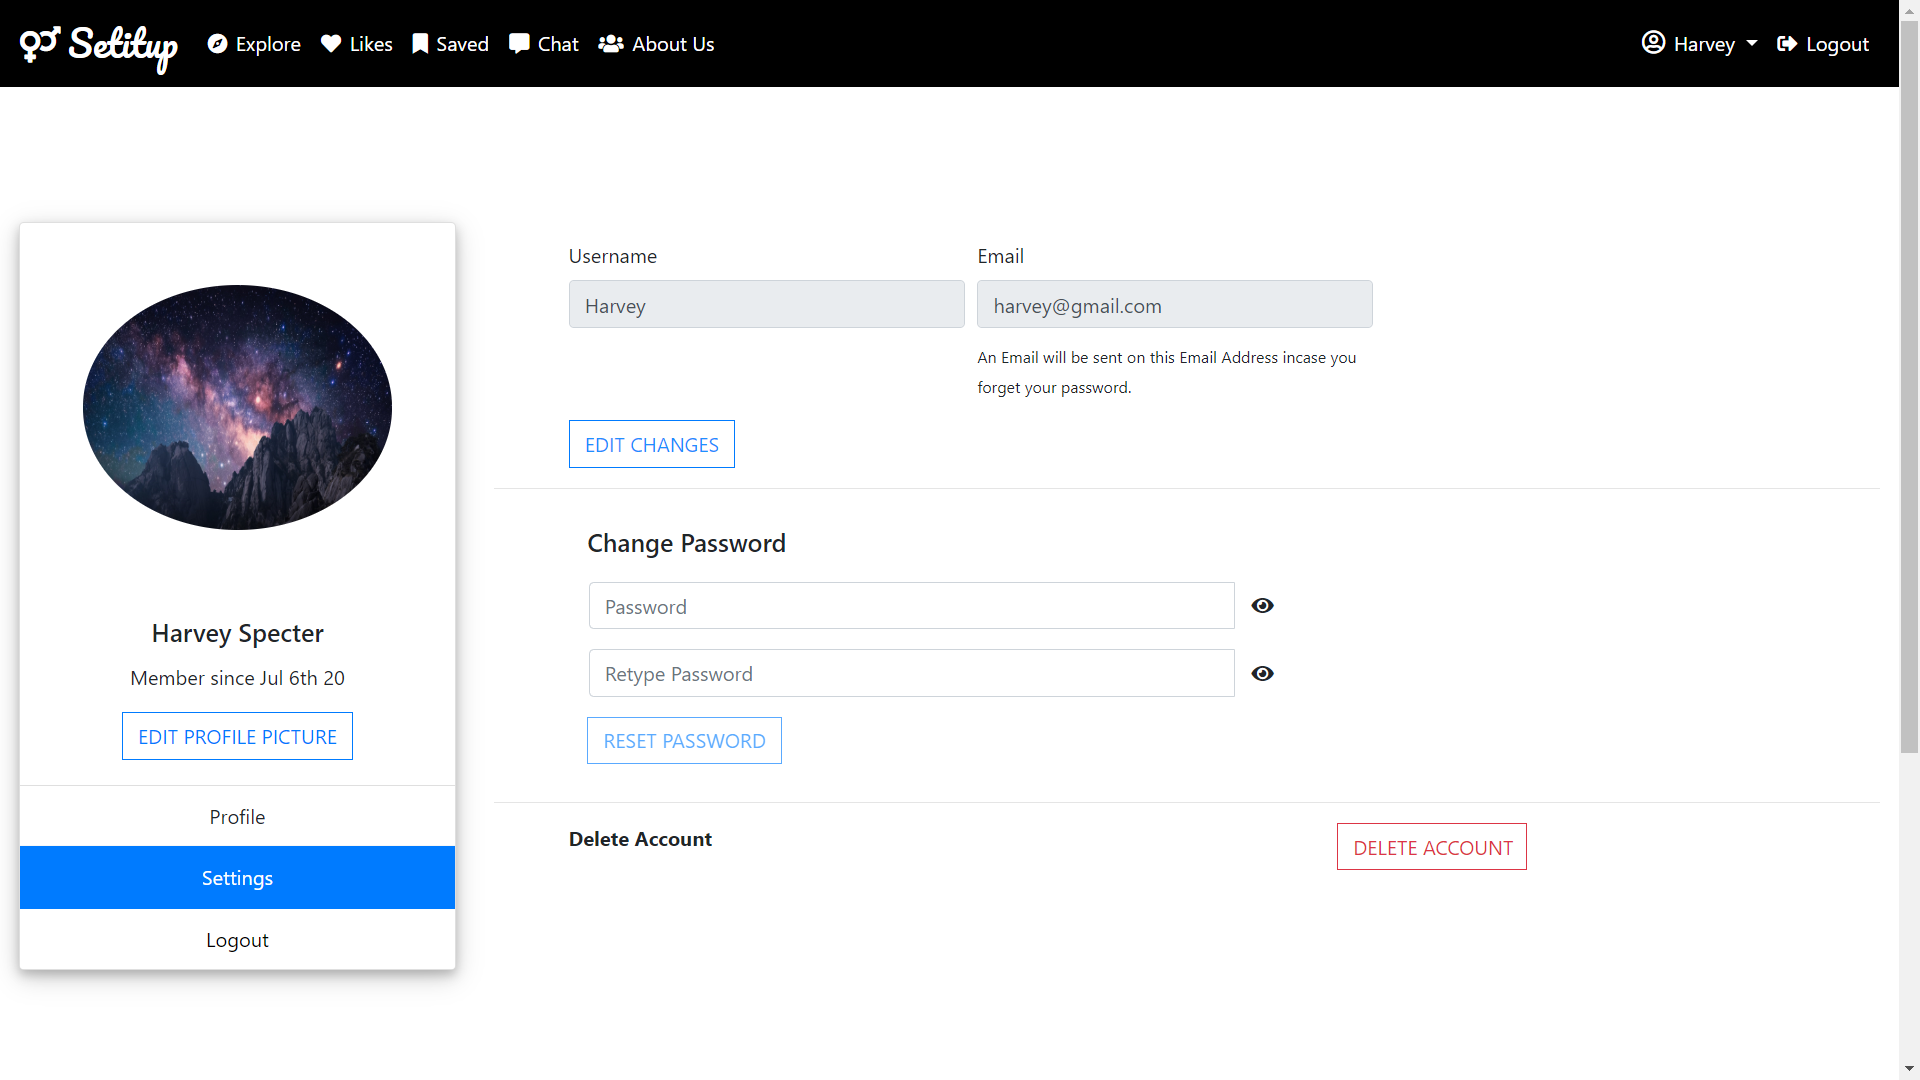 Setitup Explore Likes Saved Chat About Us Harvey Logout
Username Email
Harvey harvey@gmail.com
An Email will be sent on this Email Address incase you
forget your password.
EDIT CHANGES
Change Password
Password
Retype Password
RESET PASSWORD
Delete Account DELETE ACCOUNT
Harvey Specter
Member since Jul 6th 20
EDIT PROFILE PICTURE
Profile
Settings
Logout